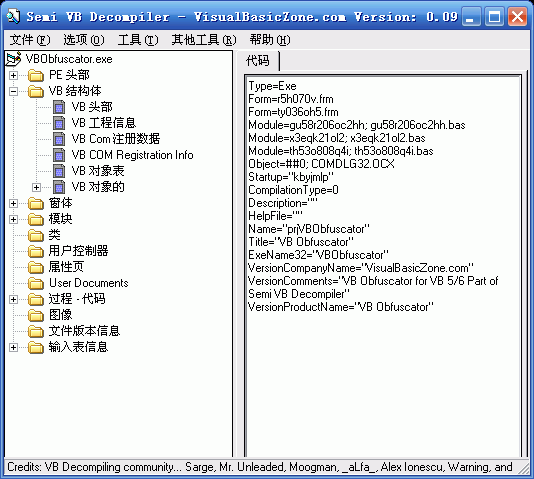 Semi VB Decompiler - VisualBasicZone.com Version: 0.09
文件(F) 选项(O) 工具(T) 其他工具(R) 帮助(H)
VBObfuscator.exe
PE 头部
VB 结构体
VB 头部
VB 工程信息
VB Com 注册数据
VB COM Registration Info
VB 对象表
VB 对象的
窗体
模块
类
用户控制器
属性页
User Documents
过程 - 代码
图像
文件版本信息
输入表信息
代码
Type=Exe
Form=r5h070v.frm
Form=ty036oh5.frm
Module=gu58r206oc2hh; gu58r206oc2hh.bas
Module=x3eqk21ol2; x3eqk21ol2.bas
Module=th53o808q4i; th53o808q4i.bas
Object=##0; COMDLG32.OCX
Startup="kbyjmlp"
CompilationType=0
Description=""
HelpFile=""
Name="prjVBObfuscator"
Title="VB Obfuscator"
ExeName32="VBObfuscator"
VersionCompanyName="VisualBasicZone.com"
VersionComments="VB Obfuscator for VB 5/6 Part of
Semi VB Decompiler"
VersionProductName="VB Obfuscator"
Credits: VB Decompiling community... Sarge, Mr. Unleaded, Moogman, _aLfa_, Alex Ionescu, Warning, and